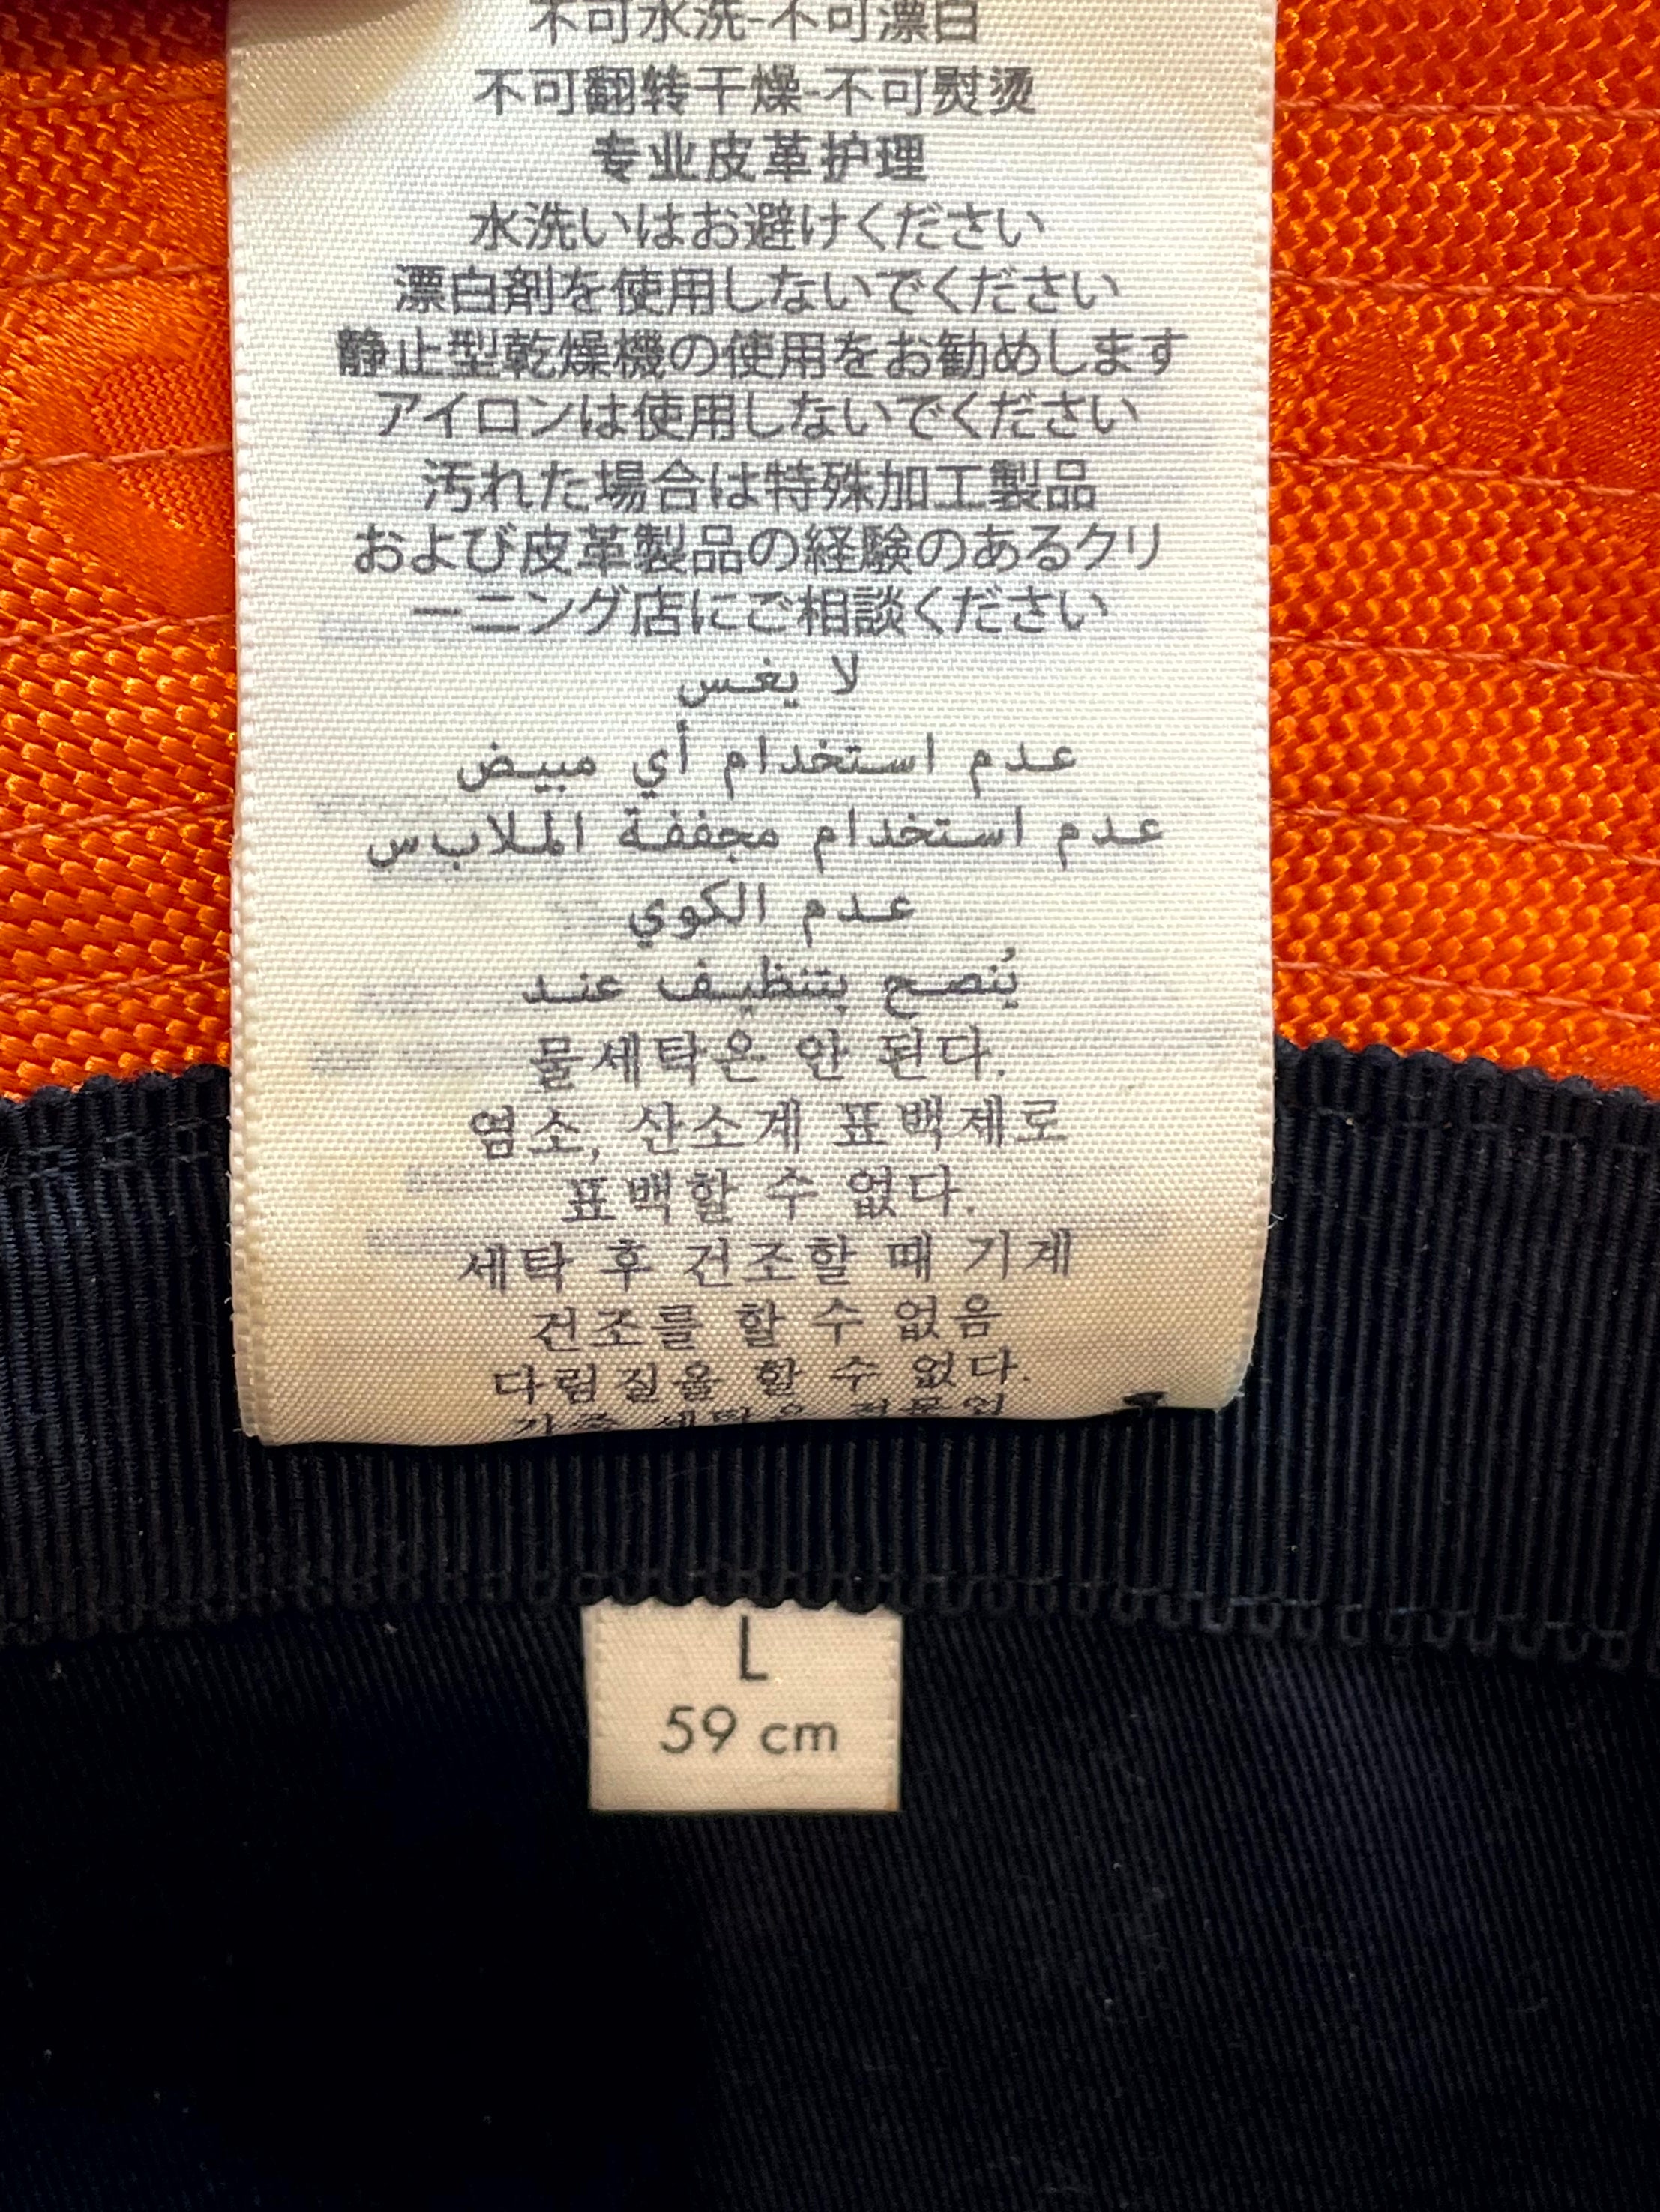 不可水洗-不可漂白
不可翻转干燥-不可熨烫
专业皮革护理
水洗いはお避けください
漂白剤を使用しないでください
静止型乾燥機の使用をお勧めします
アイロンは使用しないでください
汚れた場合は特殊加工製品
および皮革製品の経験のあるクリ
ーニング店にご相談ください
لا يغس
عدم استخدام أي مبيض
عدم استخدام مجففة الملابس
عدم الكوي
يُنصح بتنظيف عند
물세탁은 안 된다.
염소, 산소계 표백제로
표백할 수 없다.
세탁 후 건조할 때 기계
건조를 할 수 없음
다림질을 할 수 없다.
L
59 cm